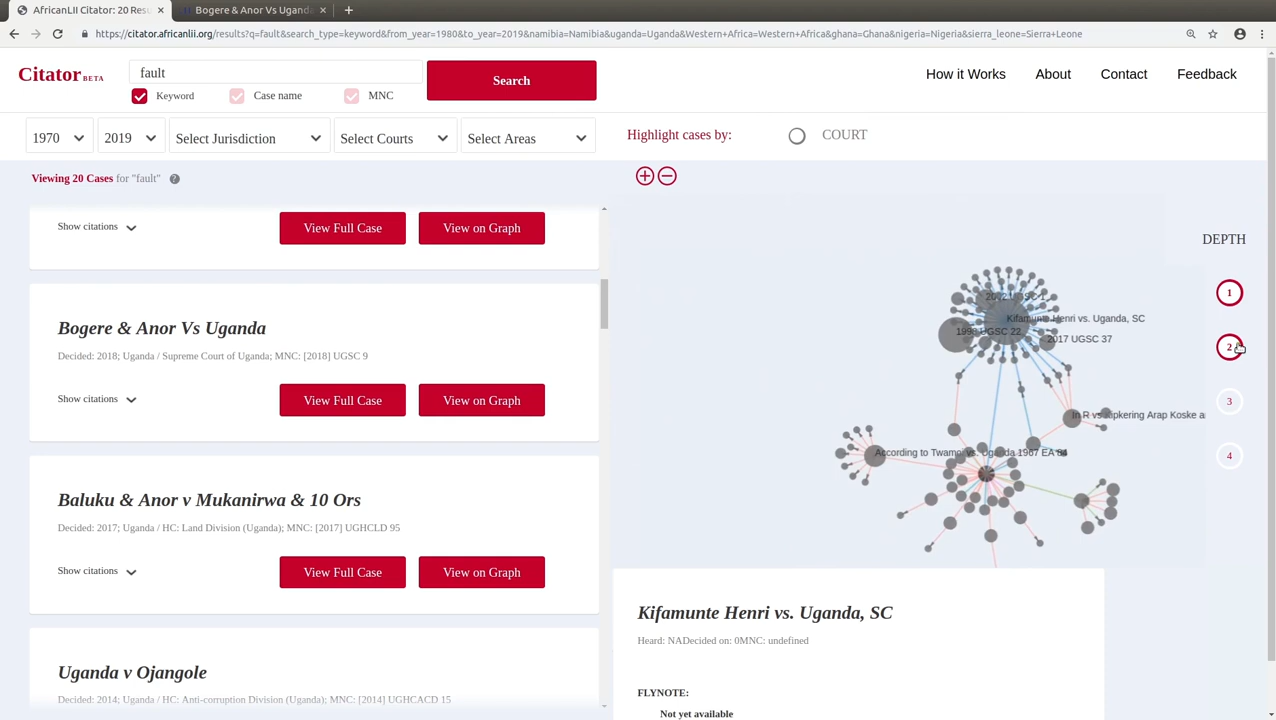 AfricanLII Citator: 20 Resu
Bogere & Anor Vs Uganda
https://citator.africanlii.org/results?q=fault&search_type=keyword&from_year=1980&to_year=2019&namibia=Namibia&uganda=Uganda&Western+Africa=Western+Africa&ghana=Ghana&nigeria=Nigeria&sierra_leone=Sierra+Leone
Citator BETA
fault
Search
Keyword
Case name
MNC
How it Works
About
Contact
Feedback
1970
2019
Select Jurisdiction
Select Courts
Select Areas
Highlight cases by:
COURT
Viewing 20 Cases for "fault" ?
Show citations
View Full Case
View on Graph
Bogere & Anor Vs Uganda
Decided: 2018; Uganda / Supreme Court of Uganda; MNC: [2018] UGSC 9
Show citations
View Full Case
View on Graph
Baluku & Anor v Mukanirwa & 10 Ors
Decided: 2017; Uganda / HC: Land Division (Uganda); MNC: [2017] UGHCLD 95
Show citations
View Full Case
View on Graph
Uganda v Ojangole
Decided: 2014; Uganda / HC: Anti-corruption Division (Uganda); MNC: [2014] UGHCACD 15
DEPTH
1
2
3
4
Kifamunte Henri vs. Uganda, SC
1998 UGSC 22
2017 UGSC 37
According to Twamoi vs. Uganda 1967 EA 84
Kifamunte Henri vs. Uganda, SC
Heard: NADecided on: 0MNC: undefined
FLYNOTE:
Not yet available